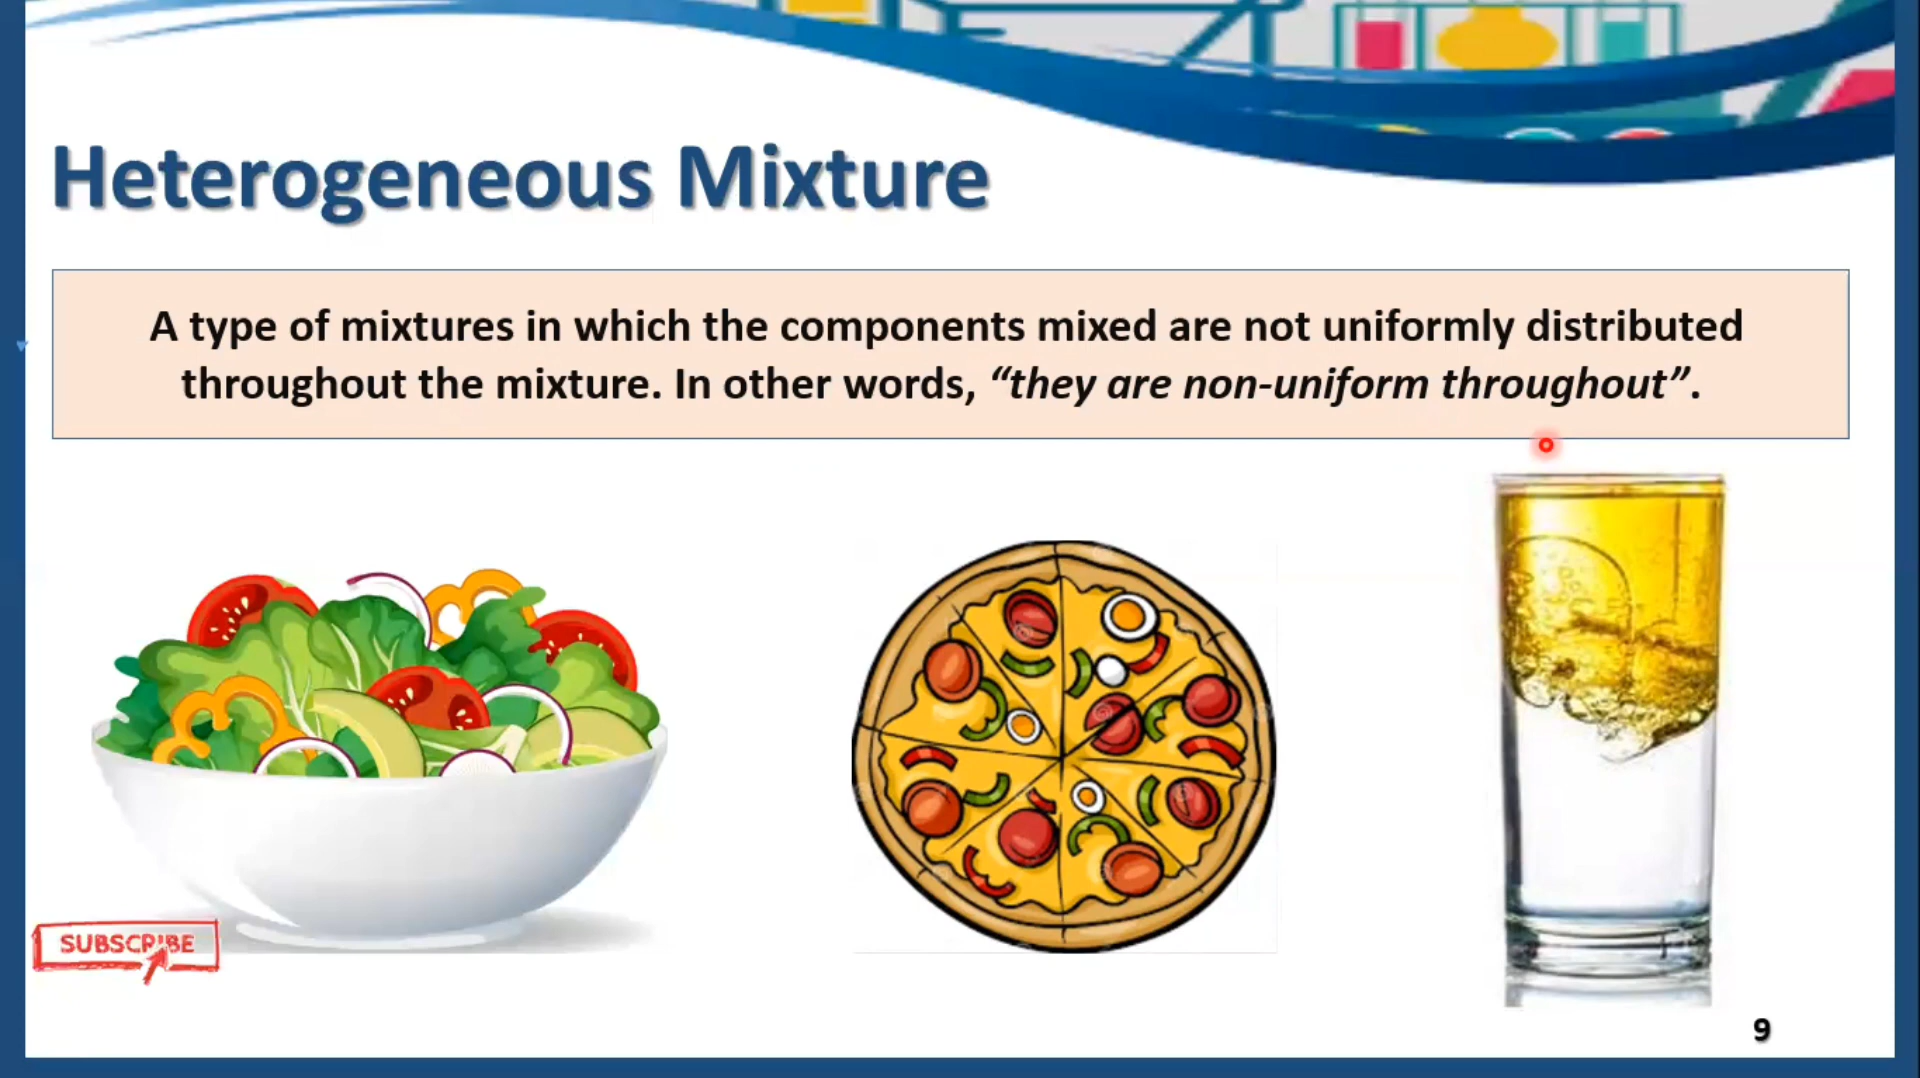 Heterogeneous Mixture
A type of mixtures in which the components mixed are not uniformly distributed
throughout the mixture. In other words, “they are non-uniform throughout”.
SUBSCRIBE
9